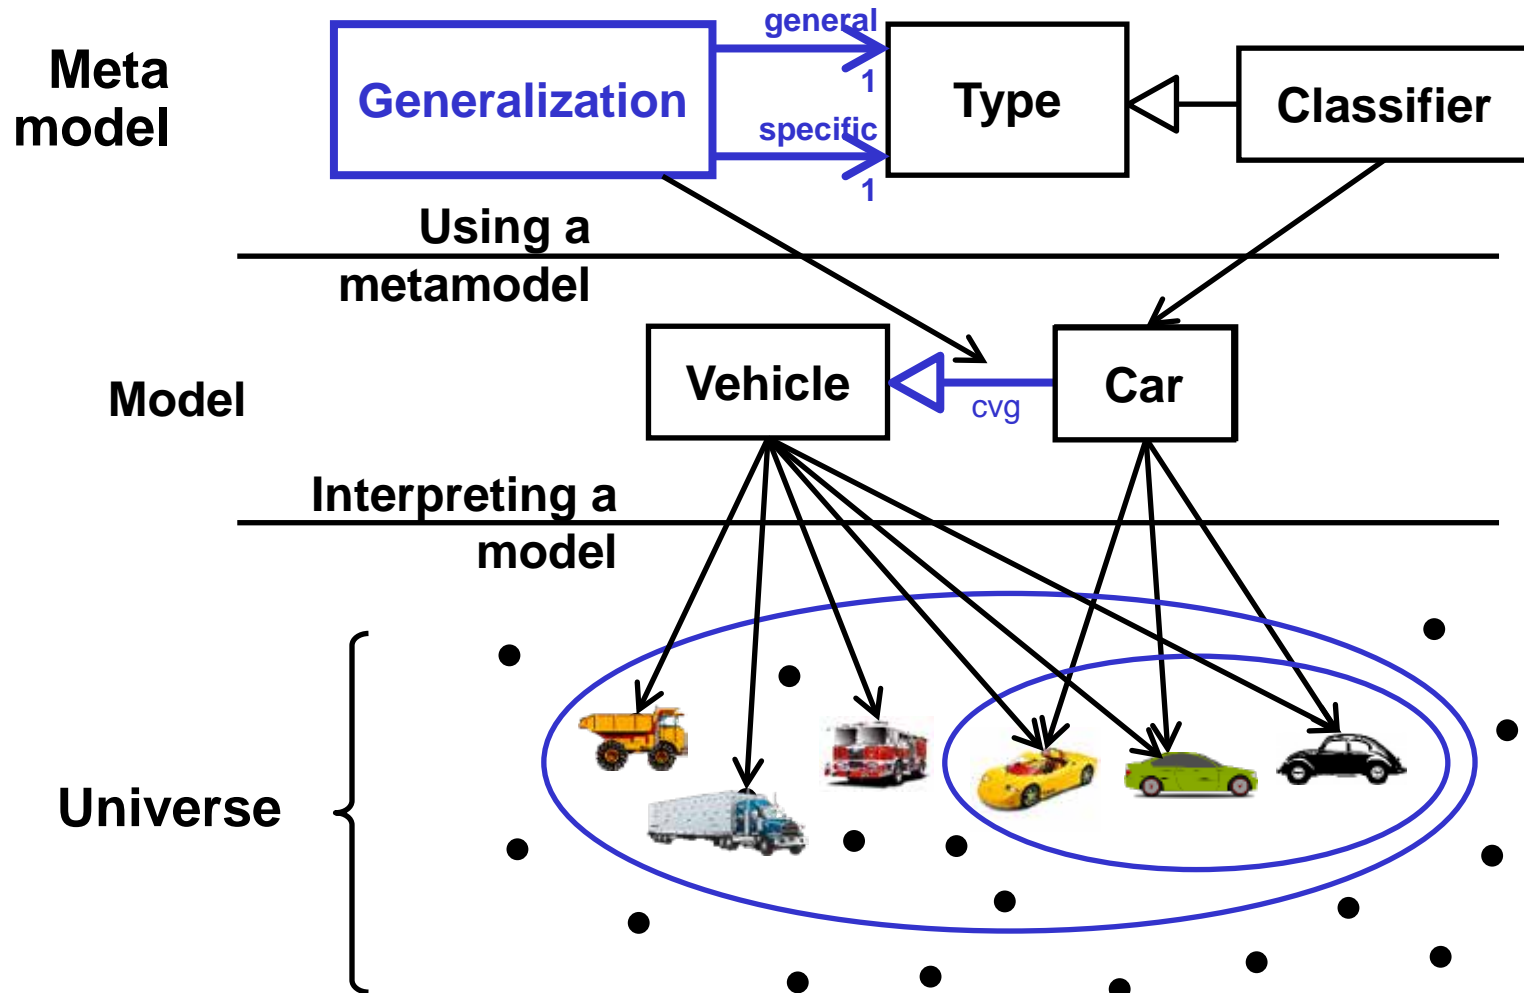 Meta
model
Generalization
general
1
specific
1
Type
Classifier
Using a
metamodel
Model
Vehicle
cvg
Car
Interpreting a
model
Universe